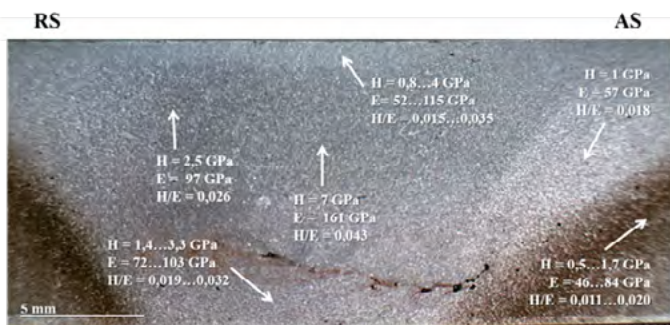 RS
AS
H = 0,8...4 GPa
E= 52...115 GPa
H/E = 0,015...0,035
H = 1 GPa
E = 57 GPa
H/E = 0,018
H = 2,5 GPa
E = 97 GPa
H/E = 0,026
H = 7 GPa
E = 161 GPa
H/E = 0,043
H = 1,4...3,3 GPa
E = 72...103 GPa
H/E = 0,019...0,032
H = 0,5...1,7 GPa
E = 46...84 GPa
H/E = 0,011...0,020
5 mm